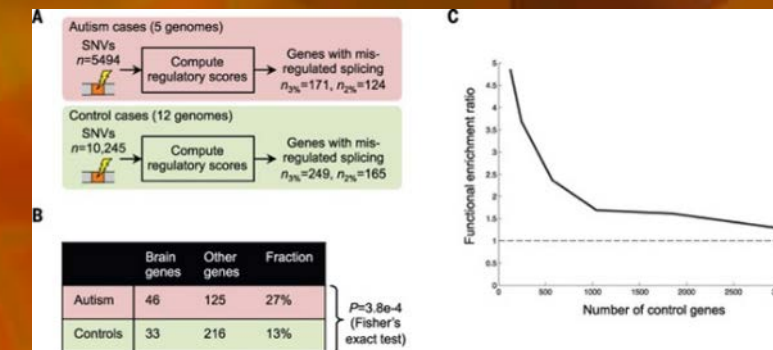 A
Autism cases (5 genomes)
SNVs
n=5494
Compute
regulatory scores
Genes with mis-
regulated splicing
n3%=171, n2%=124
Control cases (12 genomes)
SNVs
n=10,245
Compute
regulatory scores
Genes with mis-
regulated splicing
n3%=249, n2%=165
B
Brain
genes
Other
genes
Fraction
Autism 46 125 27%
Controls 33 216 13%
P=3.8e-4
(Fisher's
exact test)
C
Functional enrichment ratio
5
4.5
4
3.5
3
2.5
2
1.5
1
0.5
0
0 500 1000 1500 2000 2500
Number of control genes